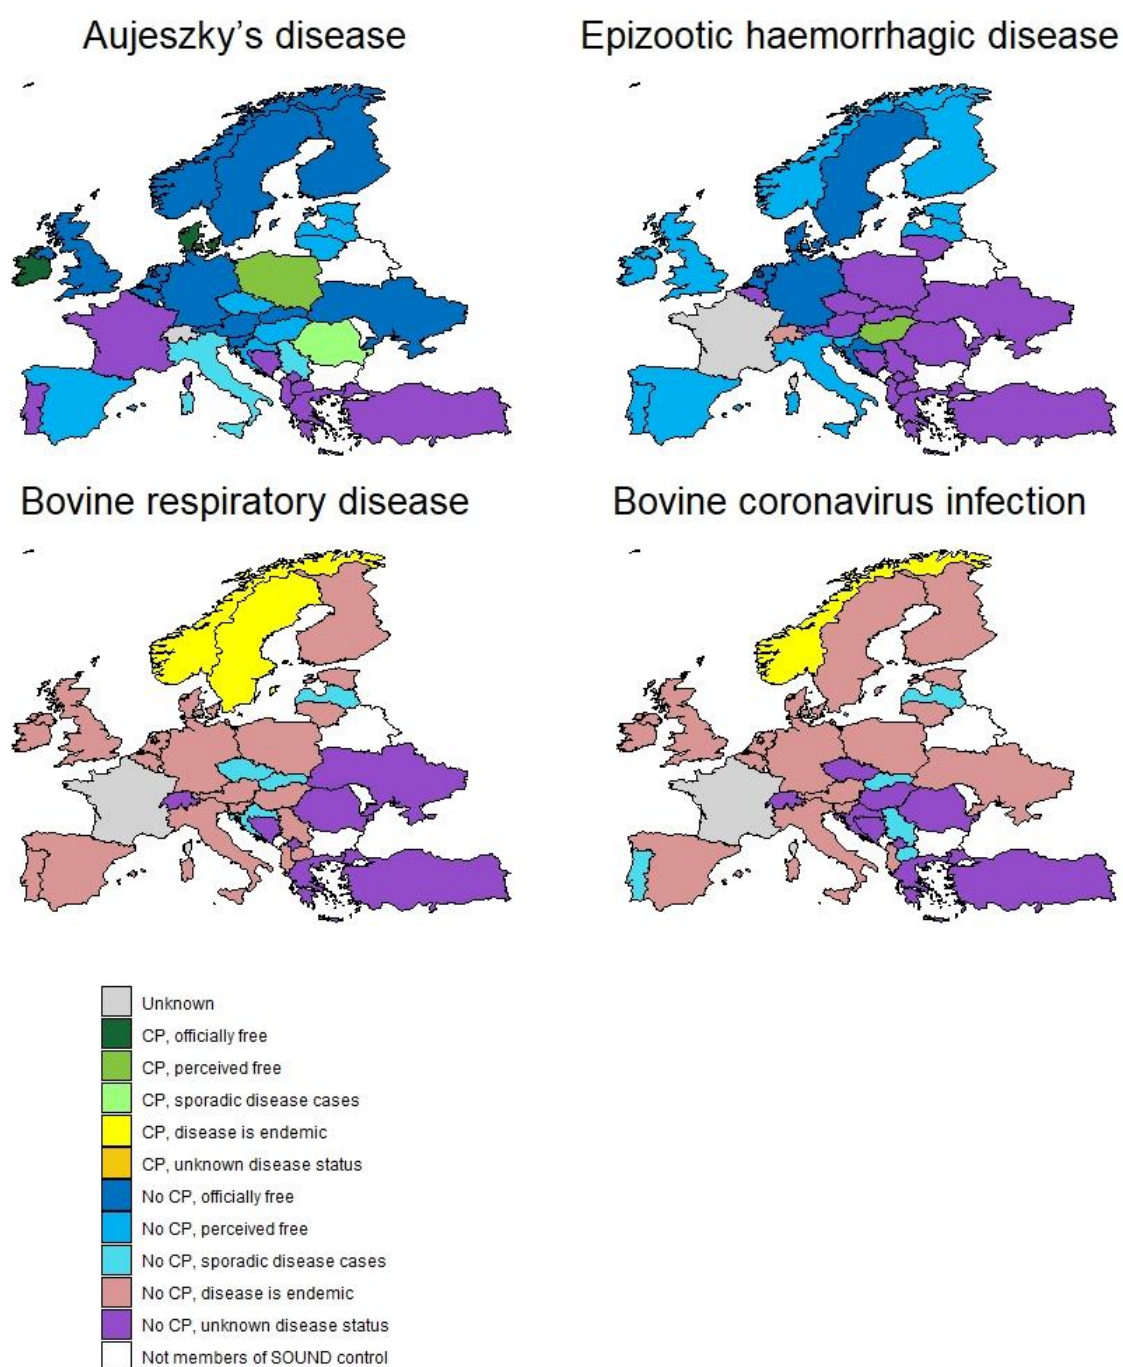 Aujeszky’s disease
Epizootic haemorrhagic disease
Bovine respiratory disease
Bovine coronavirus infection
Unknown
CP, officially free
CP, perceived free
CP, sporadic disease cases
CP, disease is endemic
CP, unknown disease status
No CP, officially free
No CP, perceived free
No CP, sporadic disease cases
No CP, disease is endemic
No CP, unknown disease status
Not members of SOUND control